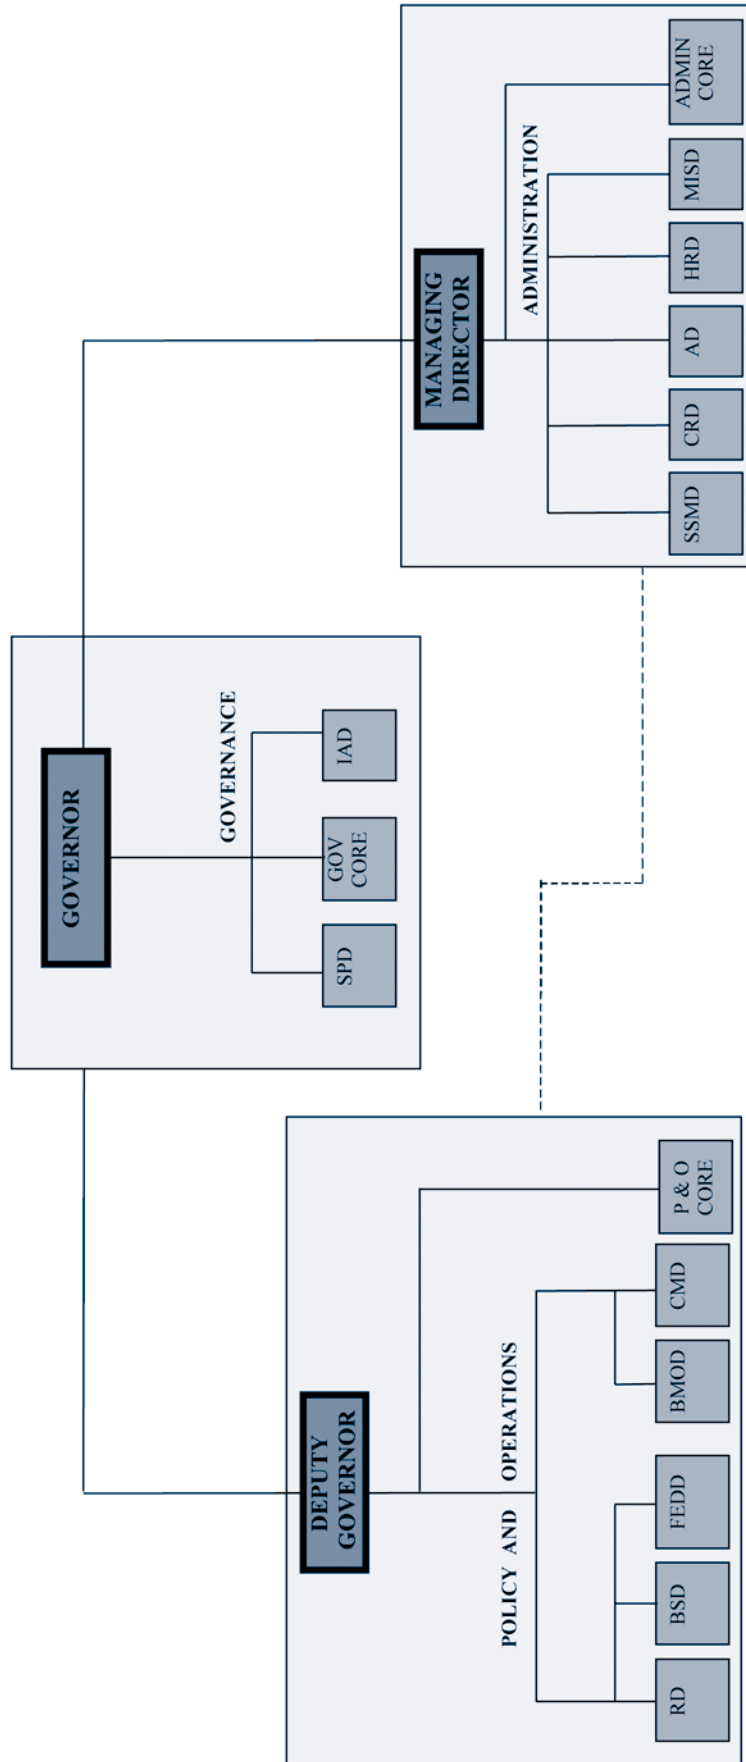 GOVERNOR
GOVERNANCE
SPD
GOV
CORE
IAD
DEPUTY
GOVERNOR
POLICY AND OPERATIONS
RD
BSD
FEDD
BMOD
CMD
P & O
CORE
MANAGING
DIRECTOR
ADMINISTRATION
SSMD
CRD
AD
HRD
MISD
ADMIN
CORE